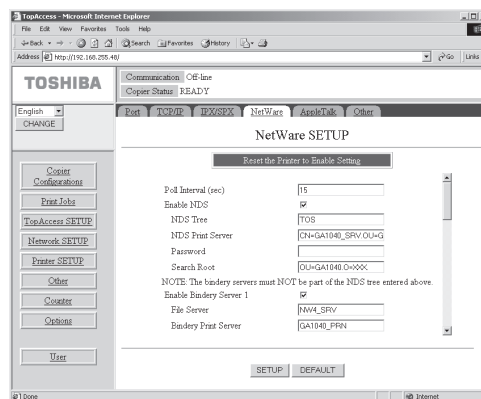 TopAccess - Microsoft Internet Explorer
File Edit View Favorites Tools Help
Back Search Favorites History
Address http://192.168.255.48/ Go Links
TOSHIBA
Communication Off-line
Copier Status READY
English
CHANGE
Port TCP/IP IPX/SPX NetWare AppleTalk Other
NetWare SETUP
Reset the Printer to Enable Setting
Copier Configurations
Print Jobs
TopAccess SETUP
Network SETUP
Printer SETUP
Other
Counter
Options
User
Poll Interval (sec) 15
Enable NDS
NDS Tree TOS
NDS Print Server CN=GA1040_SRV.OU=G
Password
Search Root OU=GA1040.O=XXX.
NOTE: The bindery servers must NOT be part of the NDS tree entered above.
Enable Bindery Server 1
File Server NW4_SRV
Bindery Print Server GA1040_PRN
SETUP DEFAULT
Done Internet